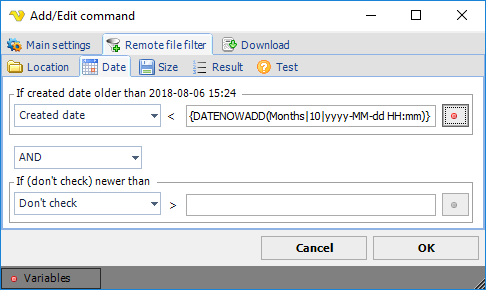 Add/Edit command
Main settings Remote file filter Download
Location Date Size Result Test
If created date older than 2018-08-06 15:24
Created date < {DATENOWADD(Months|10|yyyy-MM-dd HH:mm)}
AND
If (don't check) newer than
Don't check >
Cancel OK
Variables